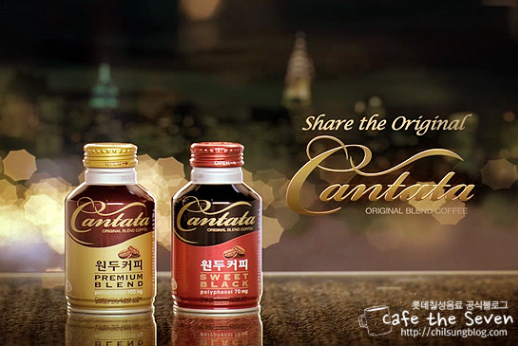 Share the Original
Cantata
ORIGINAL BLEND COFFEE
Cantata
ORIGINAL BLEND COFFEE
원두커피
PREMIUM
BLEND
Cantata
ORIGINAL BLEND COFFEE
원두커피
SWEET
BLACK
polyphenol 70mg
롯데칠성음료 공식블로그
Cafe the Seven
http://chilsungblog.com